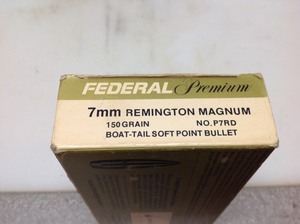 FEDERAL Premium
7mm REMINGTON MAGNUM
150 GRAIN NO. P7RD
BOAT-TAIL SOFT POINT BULLET